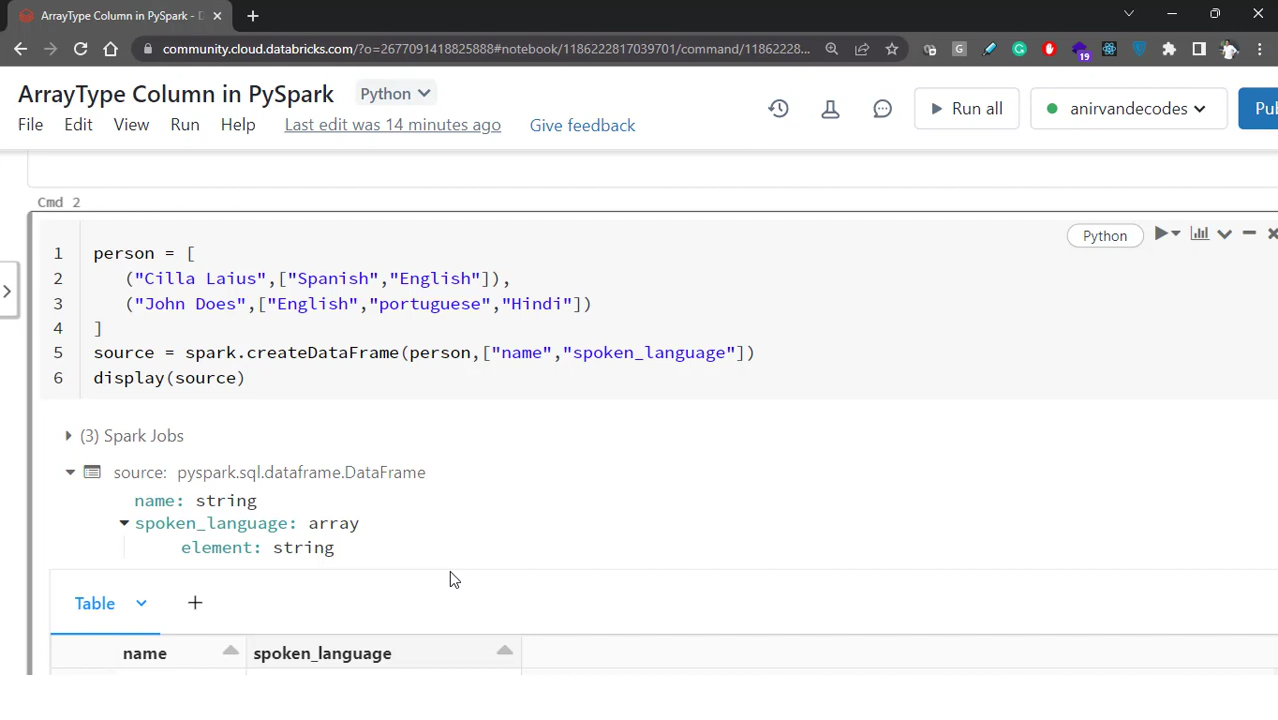 ArrayType Column in PySpark - D
community.cloud.databricks.com/?o=2677091418825888#notebook/1186222817039701/command/11862228...
G
19
ArrayType Column in PySpark Python
File Edit View Run Help Last edit was 14 minutes ago Give feedback
Run all
anirvandecodes
Pub
Cmd 2
Python
1 person = [
2 ("Cilla Laius",["Spanish","English"]),
3 ("John Does",["English","portuguese","Hindi"])
4 ]
5 source = spark.createDataFrame(person,["name","spoken_language"])
6 display(source)
(3) Spark Jobs
source: pyspark.sql.dataframe.DataFrame
name: string
spoken_language: array
element: string
Table
name spoken_language